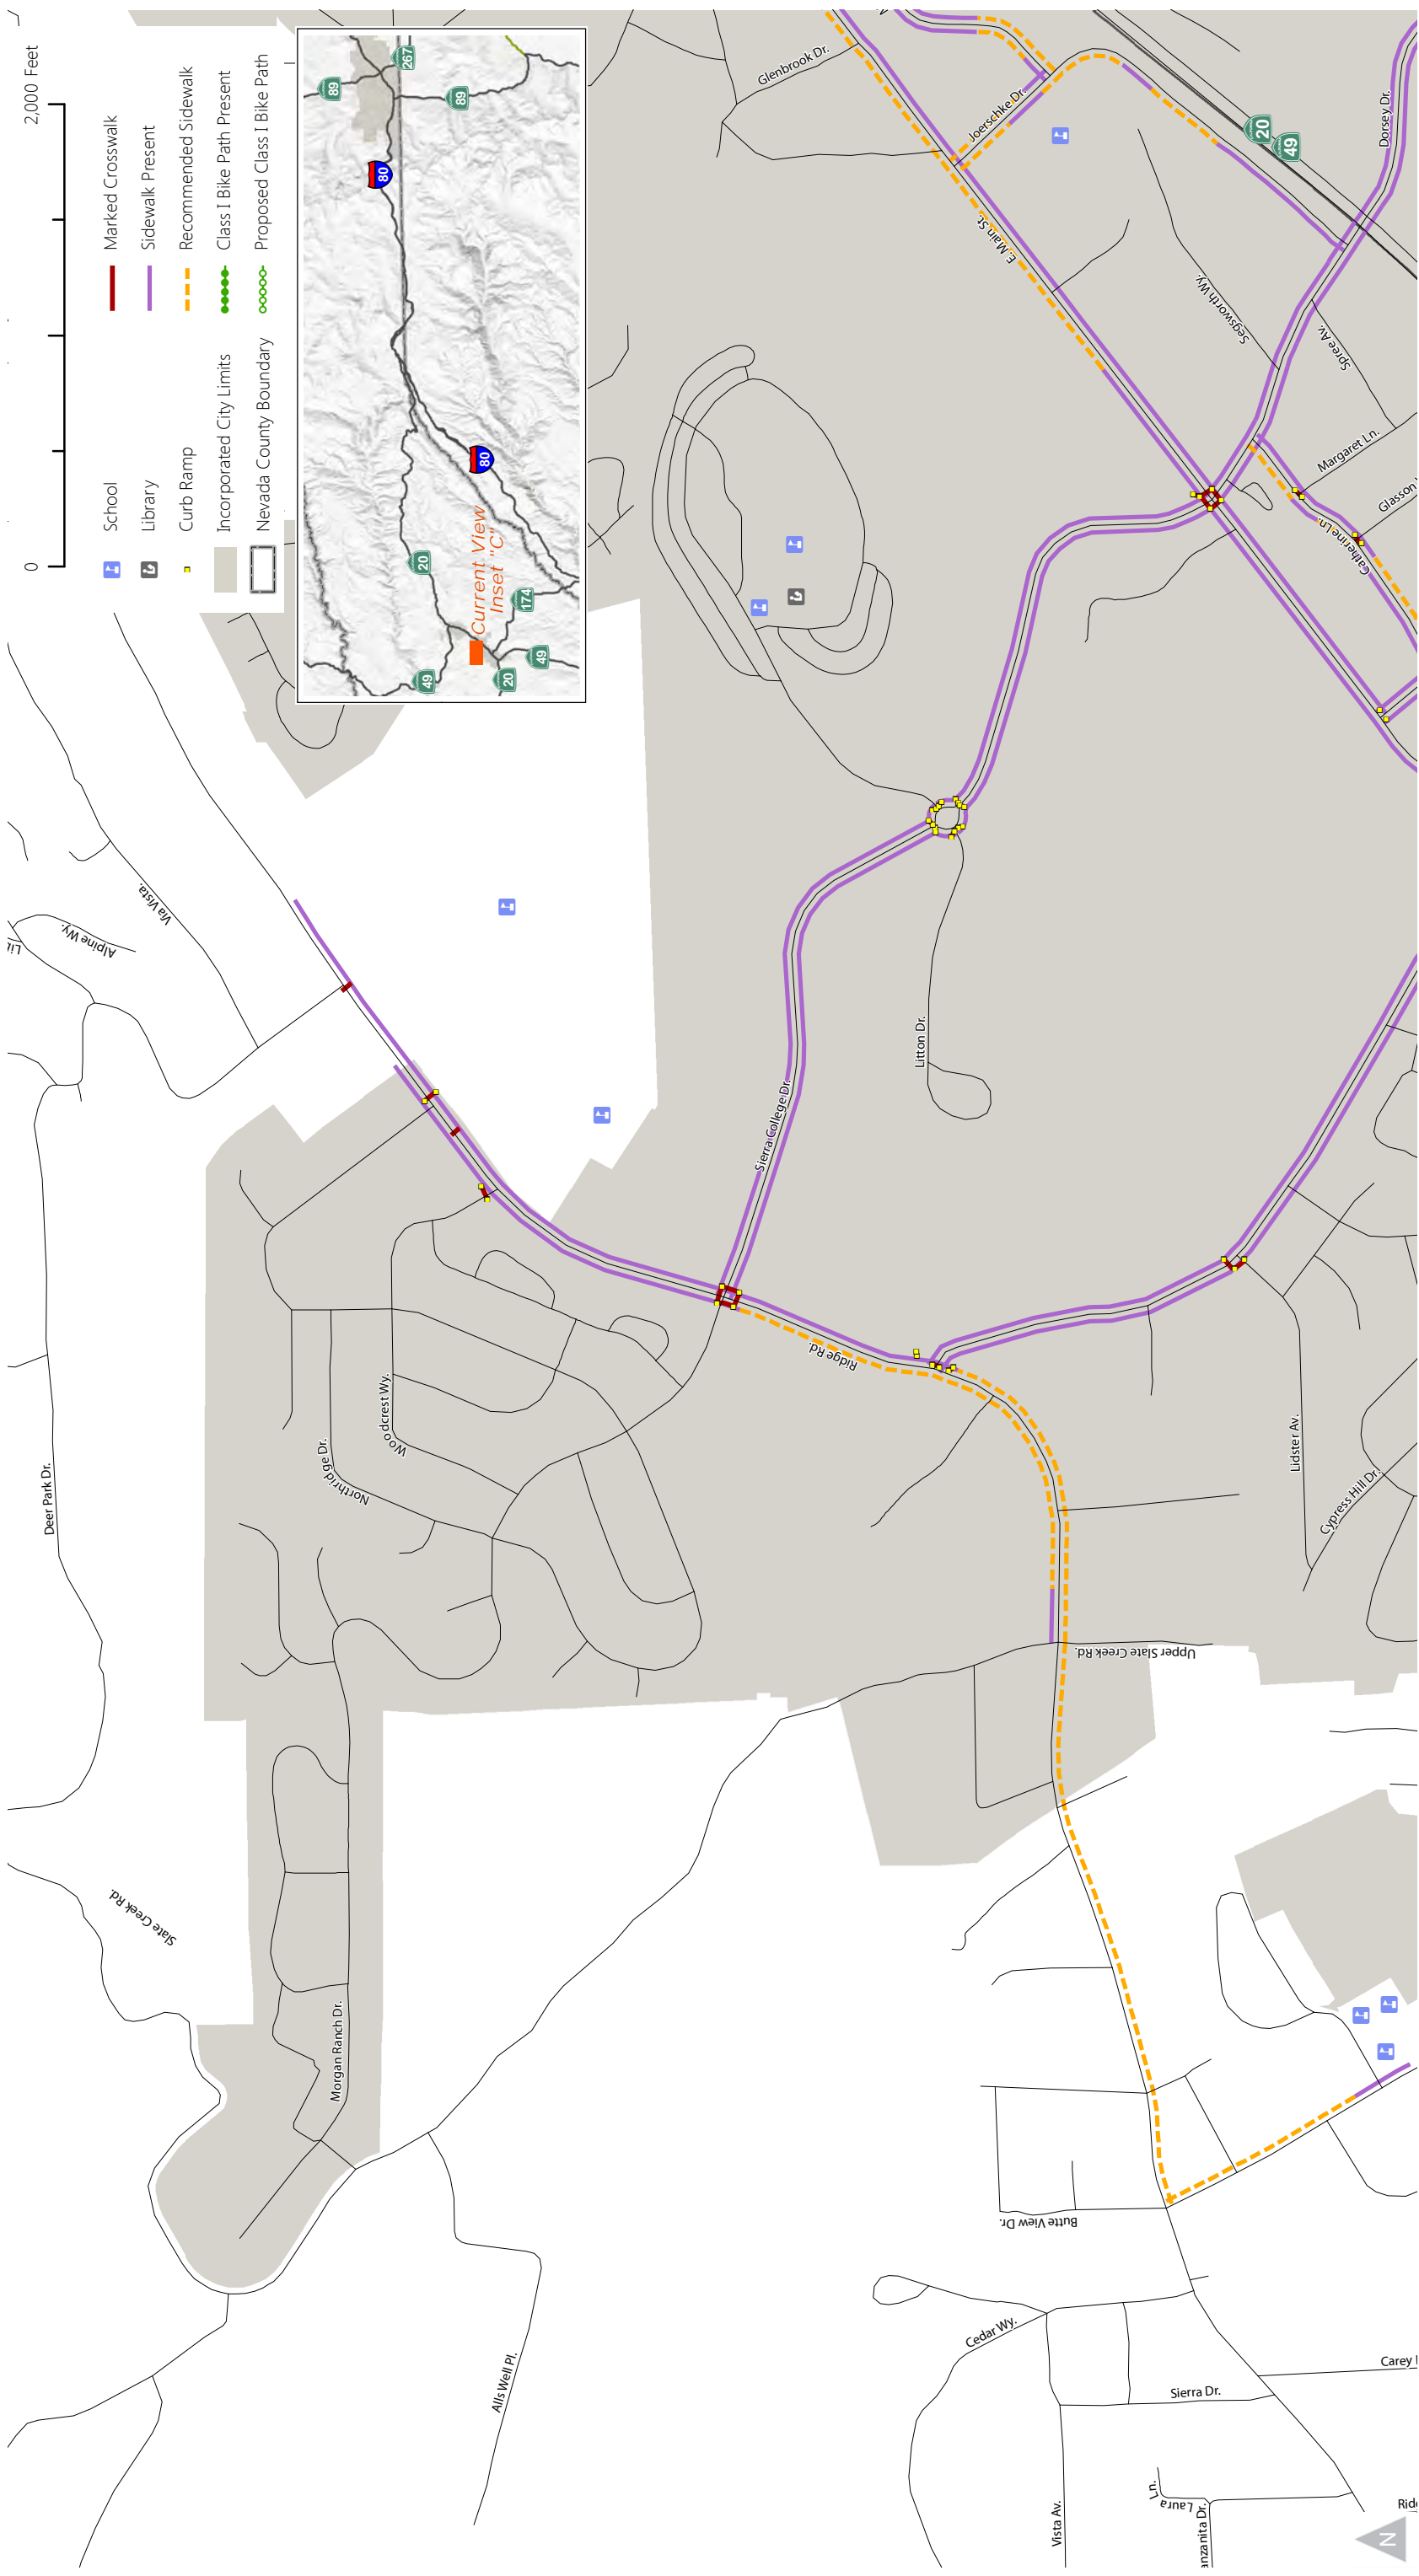 0
2,000 Feet
School
Library
Curb Ramp
Incorporated City Limits
Nevada County Boundary
Marked Crosswalk
Sidewalk Present
Recommended Sidewalk
Class I Bike Path Present
Proposed Class I Bike Path
89
267
89
80
80
20
174
49
49
20
Current View
Inset "C"
Glenbrook Dr.
Joerschke Dr.
E Main St.
20
49
Dorsey Dr.
Segsworth Wy.
Spree Av.
Margaret Ln.
Glasson
Catherine Ln.
Via Vista.
Alpine Wy.
Litton Dr.
Sierra College Dr.
Ridge Rd.
Woodcrest Wy.
Northridge Dr.
Deer Park Dr.
Lidster Av.
Cypress Hill Dr.
Upper Slate Creek Rd.
Slate Creek Rd.
Morgan Ranch Dr.
Butte View Dr.
Cedar Wy.
Alls Well Pl.
Sierra Dr.
Carey
Vista Av.
Laura Ln.
anzanita Dr.
N